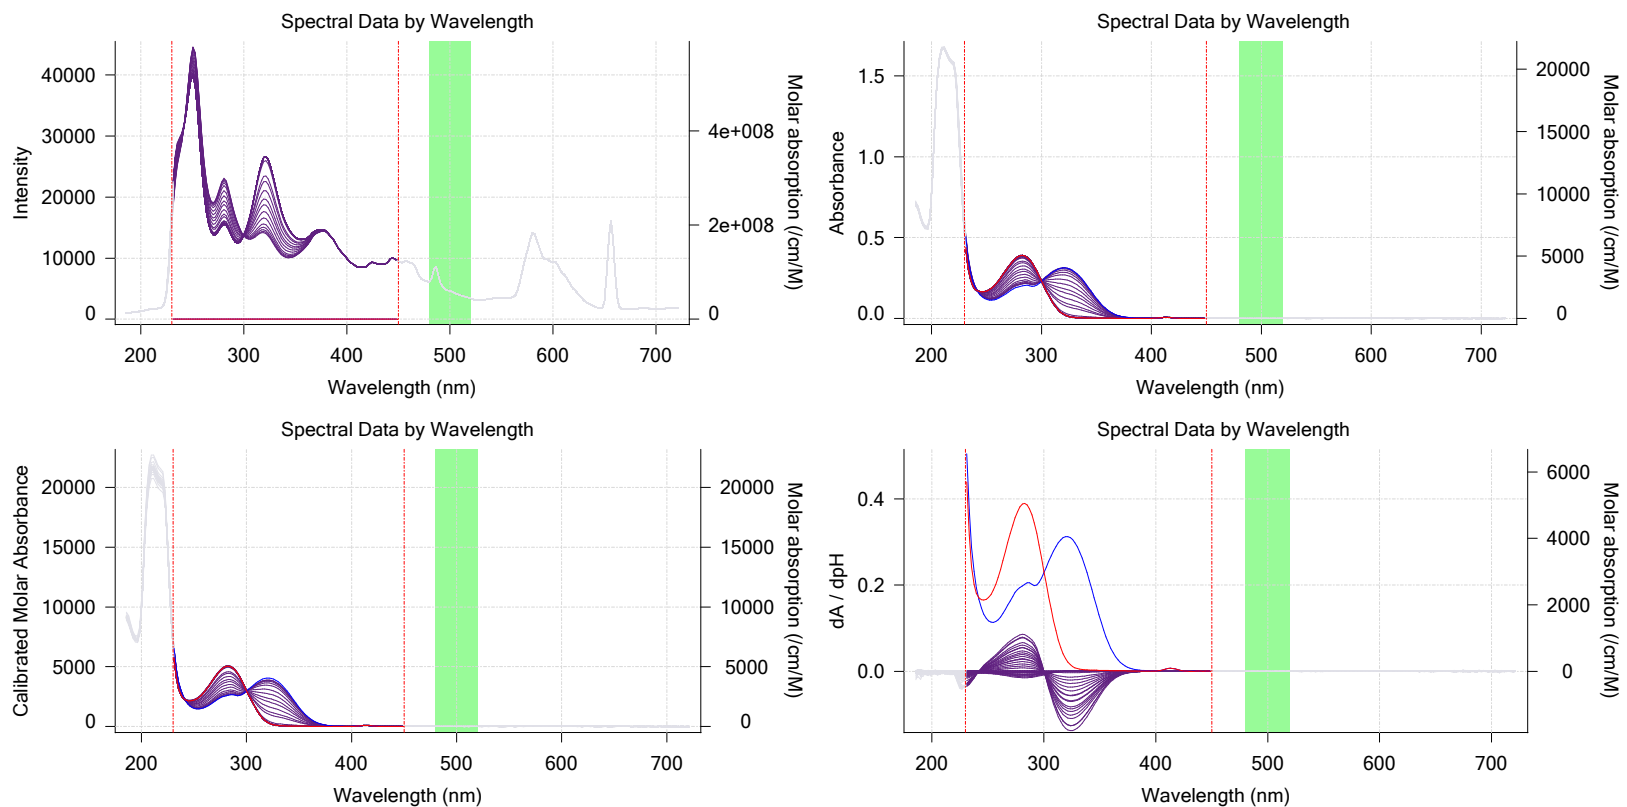 Spectral Data by Wavelength
Intensity
40000
30000
20000
10000
0
4e+008
2e+008
0
Molar absorption (/cm/M)
200 300 400 500 600 700
Wavelength (nm)
Spectral Data by Wavelength
Absorbance
1.5
1.0
0.5
0.0
20000
15000
10000
5000
0
Molar absorption (/cm/M)
200 300 400 500 600 700
Wavelength (nm)
Spectral Data by Wavelength
Calibrated Molar Absorbance
20000
15000
10000
5000
0
20000
15000
10000
5000
0
Molar absorption (/cm/M)
200 300 400 500 600 700
Wavelength (nm)
Spectral Data by Wavelength
dA / dpH
0.4
0.2
0.0
6000
4000
2000
0
Molar absorption (/cm/M)
200 300 400 500 600 700
Wavelength (nm)